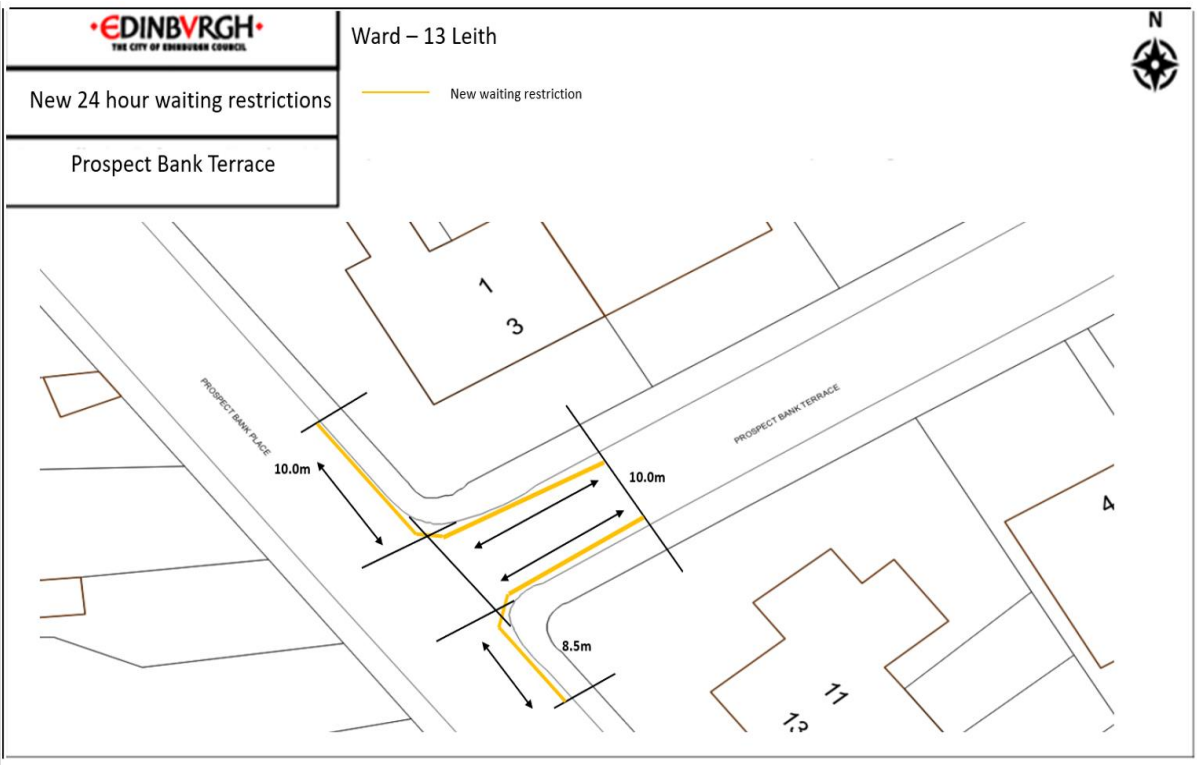 ·EDINBVRGH·
THE CITY OF EDINBURGH COUNCIL
New 24 hour waiting restrictions
Prospect Bank Terrace
Ward – 13 Leith
New waiting restriction
N
1
3
PROSPECT BANK PLACE
PROSPECT BANK TERRACE
10.0m
10.0m
8.5m
4
11
13